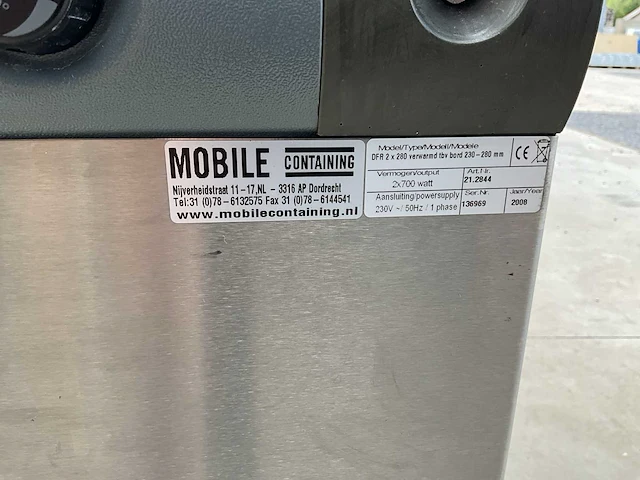 MOBILE CONTAINING
Nijverheidstraat 11-17,NL - 3316 AP Dordrecht
Tel:31 (0)78 - 6132575 Fax 31 (0)78-6144541
www.mobilecontaining.nl
Model/Type/Modell/Modele
DFR 2 x 280 verwarmd tbv bord 230-280 mm
Vermogen/output
2x700 watt
Art.Nr.
21.2844
Aansluiting/powersupply
230V ~/ 50Hz / 1 phase
Ser.Nr.
136969
Jaar/Year
2008
CE